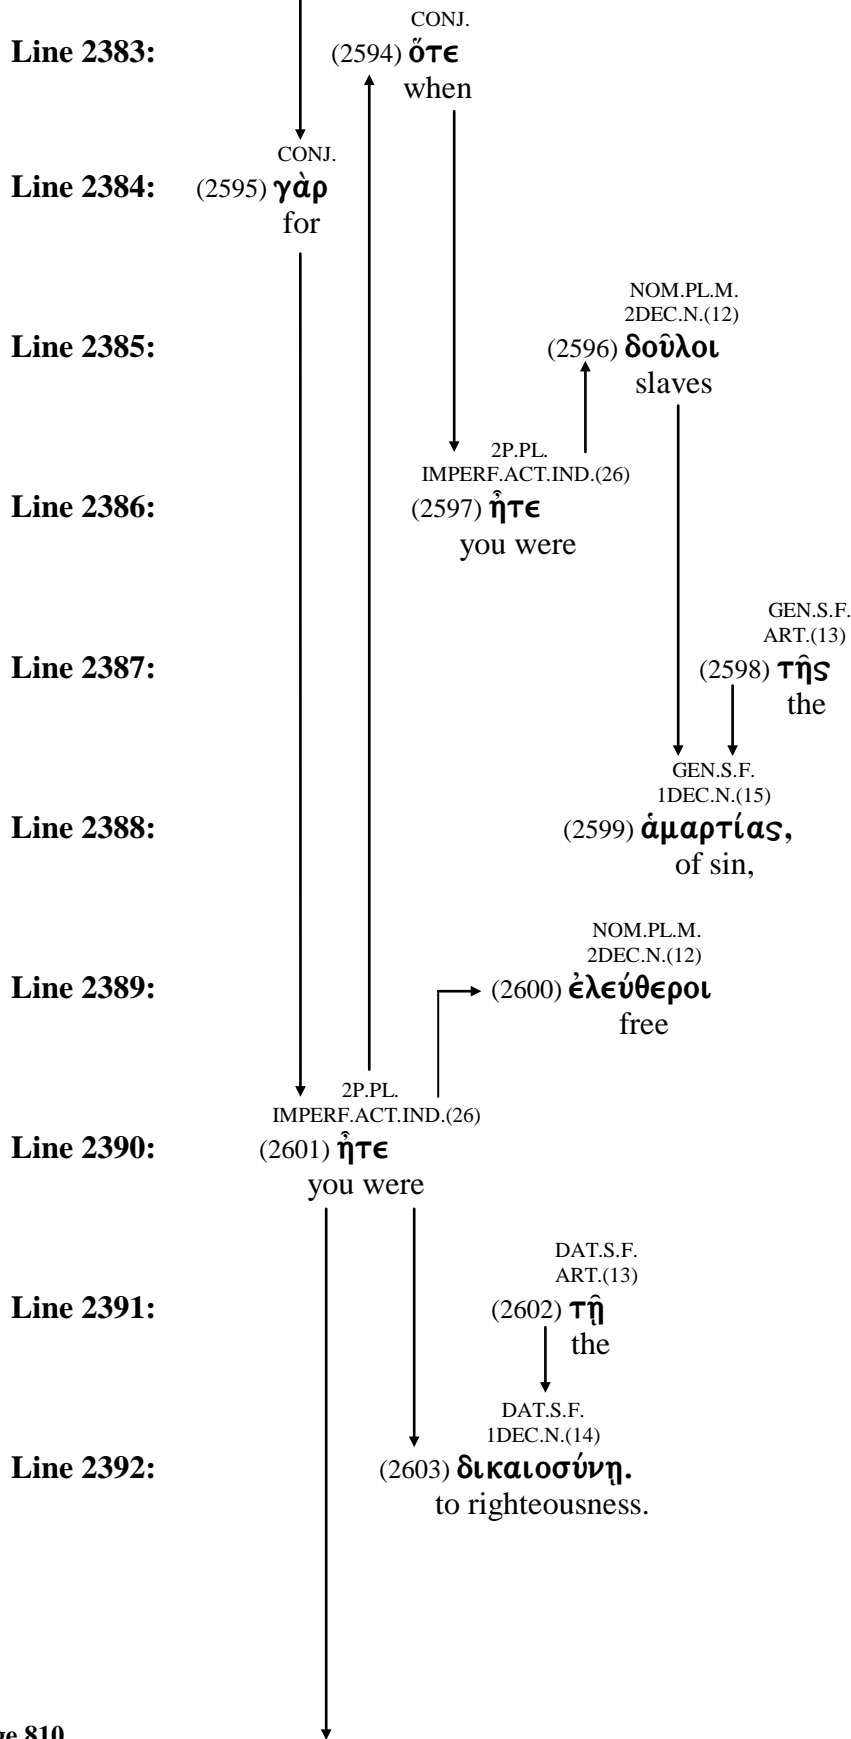 CONJ.
Line 2383: (2594) ὅτε
when
CONJ.
Line 2384: (2595) γὰρ
for
NOM.PL.M.
2DEC.N.(12)
Line 2385: (2596) δοῦλοι
slaves
2P.PL.
IMPERF.ACT.IND.(26)
Line 2386: (2597) ἦτε
you were
GEN.S.F.
ART.(13)
Line 2387: (2598) τῆς
the
GEN.S.F.
1DEC.N.(15)
Line 2388: (2599) ἁμαρτίας,
of sin,
NOM.PL.M.
2DEC.N.(12)
Line 2389: (2600) ἐλεύθεροι
free
2P.PL.
IMPERF.ACT.IND.(26)
Line 2390: (2601) ἦτε
you were
DAT.S.F.
ART.(13)
Line 2391: (2602) τῇ
the
DAT.S.F.
1DEC.N.(14)
Line 2392: (2603) δικαιοσύνῃ.
to righteousness.
ge 810